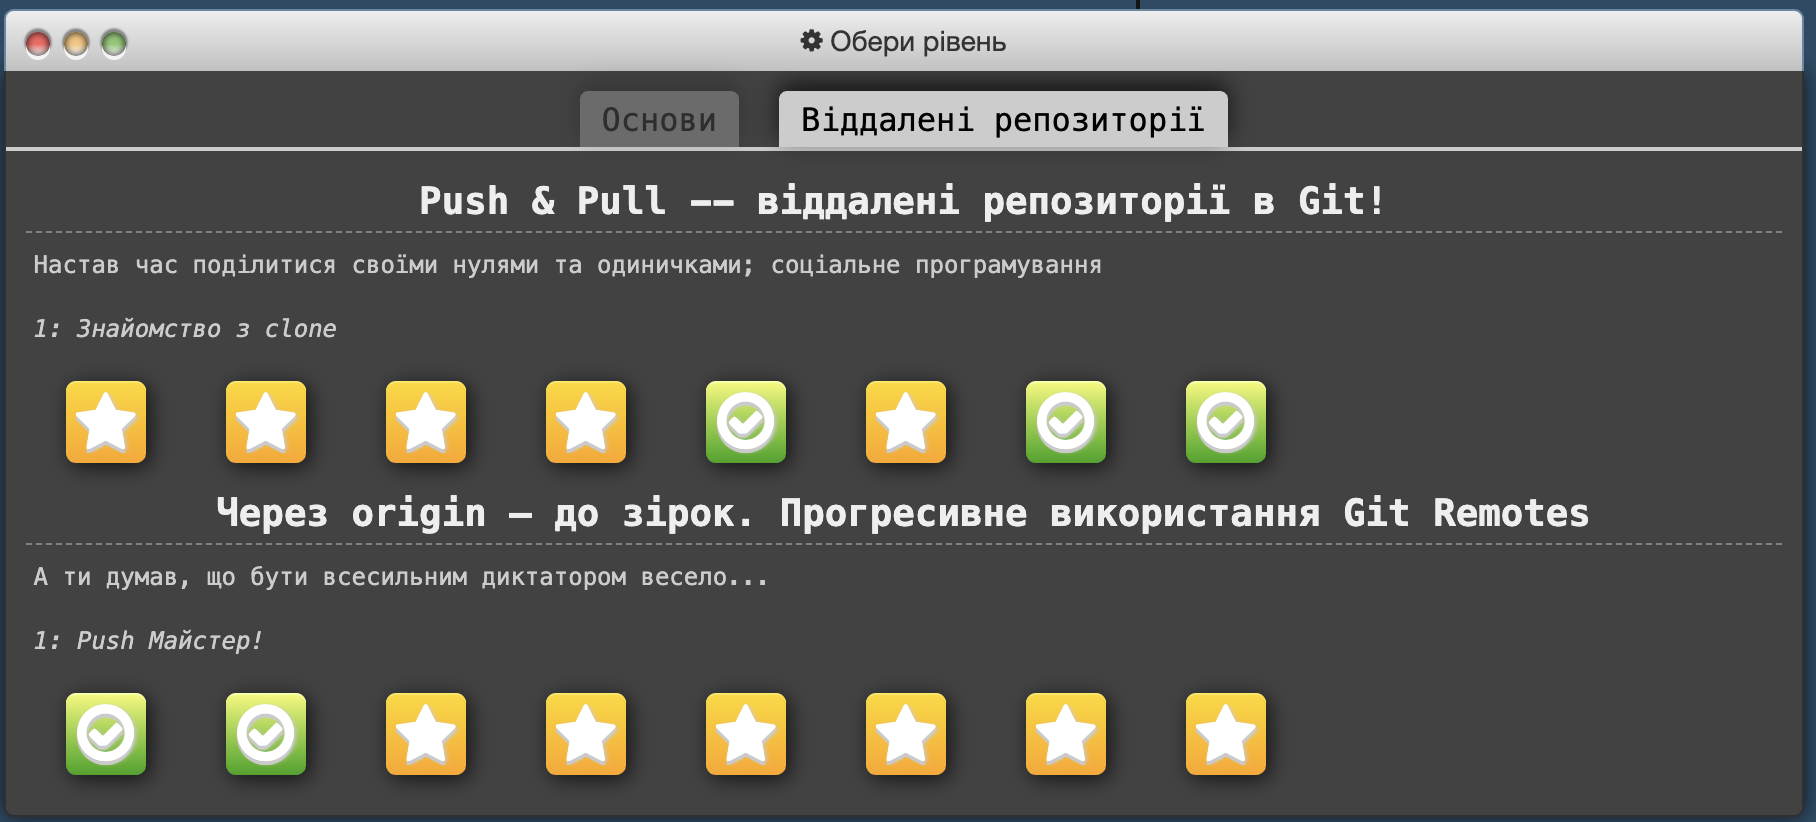 Обери рівень
Основи
Віддалені репозиторії
Push & Pull -- віддалені репозиторії в Git!
Настав час поділитися своїми нулями та одиничками; соціальне програмування
1: Знайомство з clone
Через origin – до зірок. Прогресивне використання Git Remotes
А ти думав, що бути всесильним диктатором весело...
1: Push Майстер!